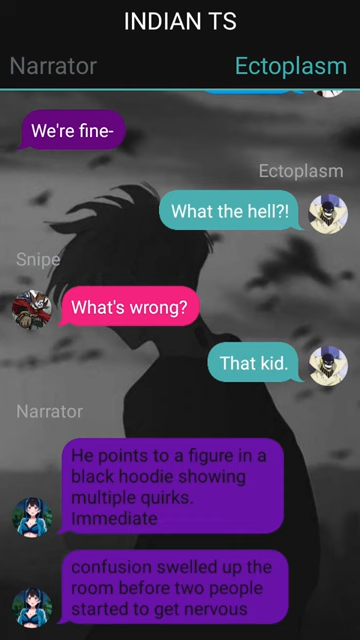 INDIAN TS
Narrator Ectoplasm
We're fine-
Ectoplasm
What the hell?!
Snipe
What's wrong?
That kid.
Narrator
He points to a figure in a
black hoodie showing
multiple quirks.
Immediate
confusion swelled up the
room before two people
started to get nervous